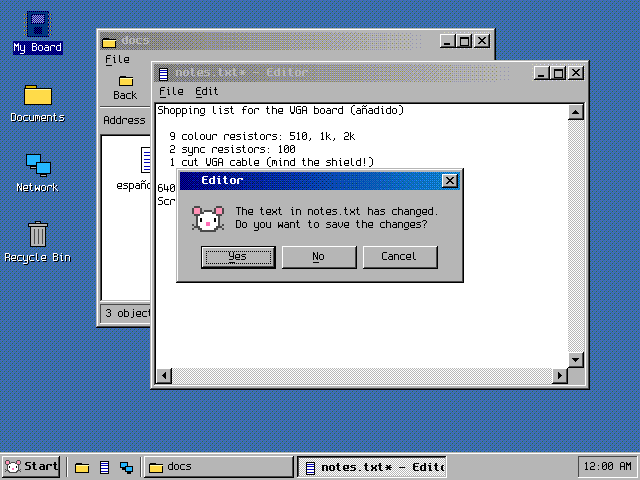 My Board
Documents
Network
Recycle Bin
docs
File
Back
Address
españo
3 object
notes.txt* - Editor
File Edit
Shopping list for the VGA board (añadido)
9 colour resistors: 510, 1k, 2k
2 sync resistors: 100
1 cut VGA cable (mind the shield!)
640
Scr
Editor
The text in notes.txt has changed.
Do you want to save the changes?
Yes No Cancel
Start
docs
notes.txt* - Edito
12:00 AM